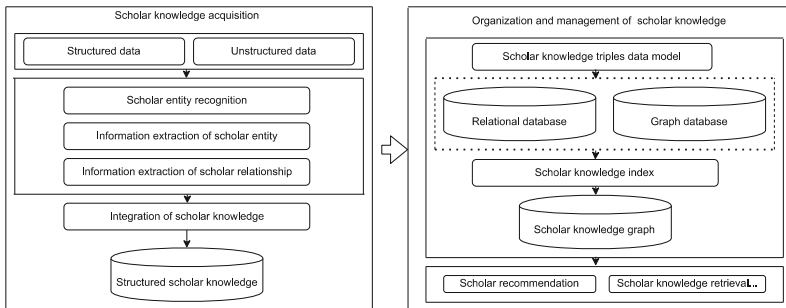 Scholar knowledge acquisition
Structured data
Unstructured data
Scholar entity recognition
Information extraction of scholar entity
Information extraction of scholar relationship
Integration of scholar knowledge
Structured scholar knowledge
Organization and management of scholar knowledge
Scholar knowledge triples data model
Relational database
Graph database
Scholar knowledge index
Scholar knowledge graph
Scholar recommendation
Scholar knowledge retrieval...